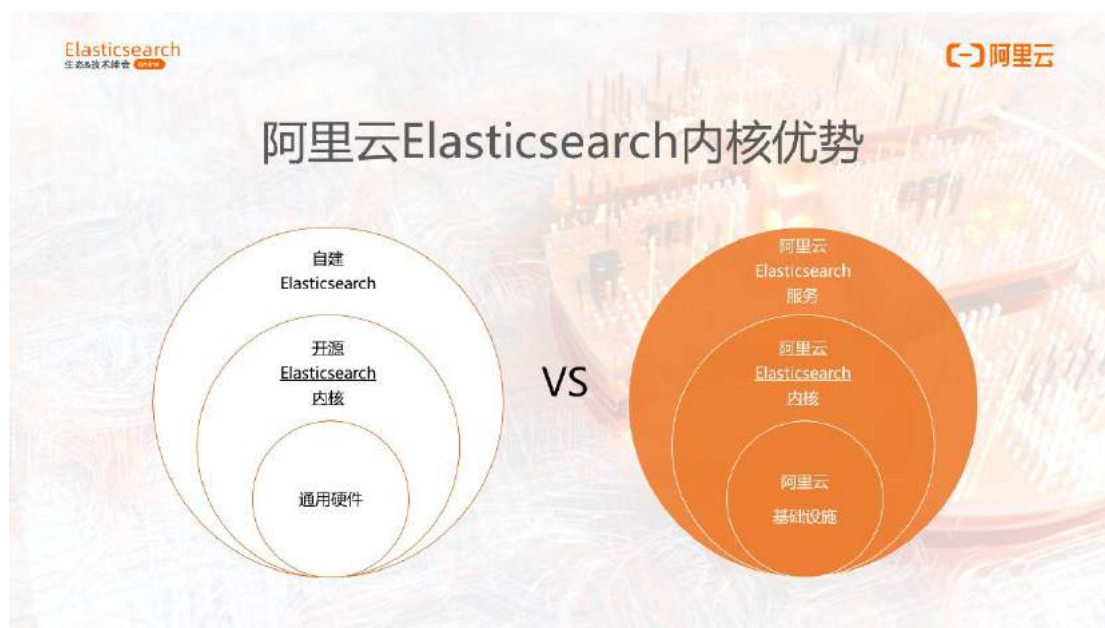 Elasticsearch
生态&技术峰会 Online
阿里云
阿里云Elasticsearch内核优势
自建
Elasticsearch
开源
Elasticsearch
内核
通用硬件
VS
阿里云
Elasticsearch
服务
阿里云
Elasticsearch
内核
阿里云
基础设施